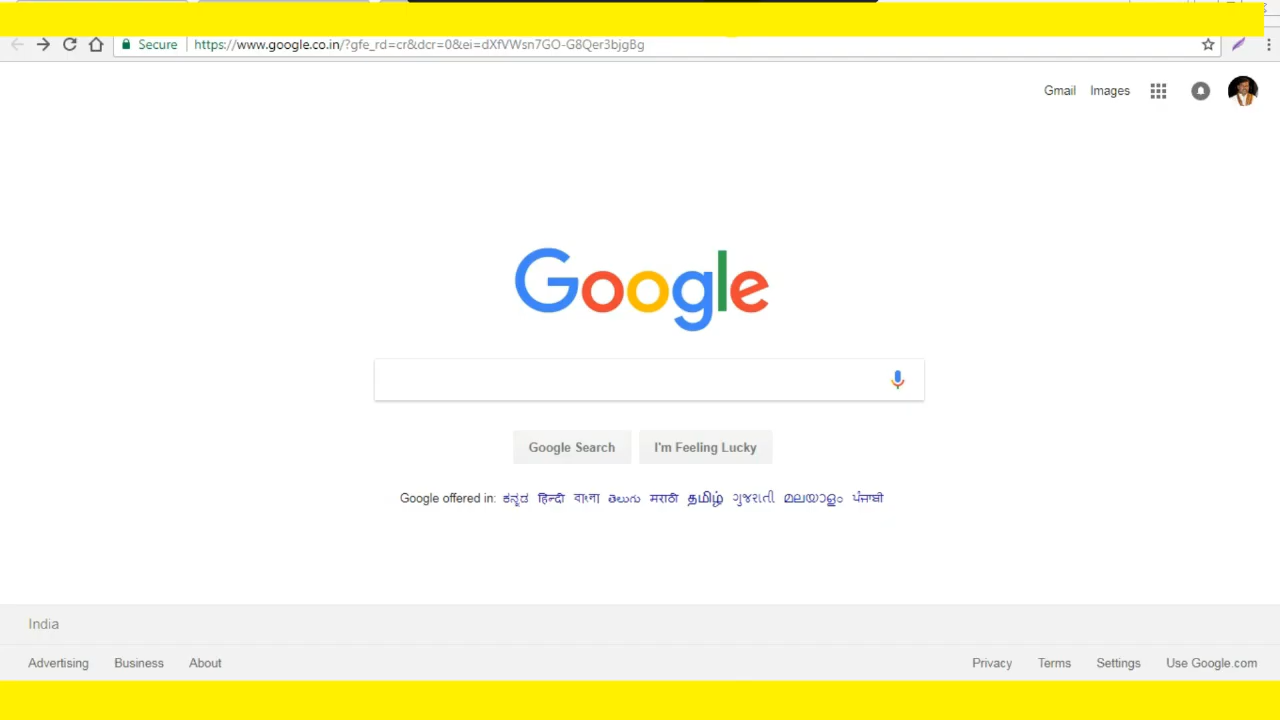 Secure https://www.google.co.in/?gfe_rd=cr&dcr=0&ei=dXfVWsn7GO-G8Qer3bjgBg
Gmail Images
Google
Google Search I'm Feeling Lucky
Google offered in: ಕನ್ನಡ हिन्दी বাংলা తెలుగు मराठी தமிழ் ગુજરાતી മലയാളം ਪੰਜਾਬੀ
India
Advertising Business About Privacy Terms Settings Use Google.com